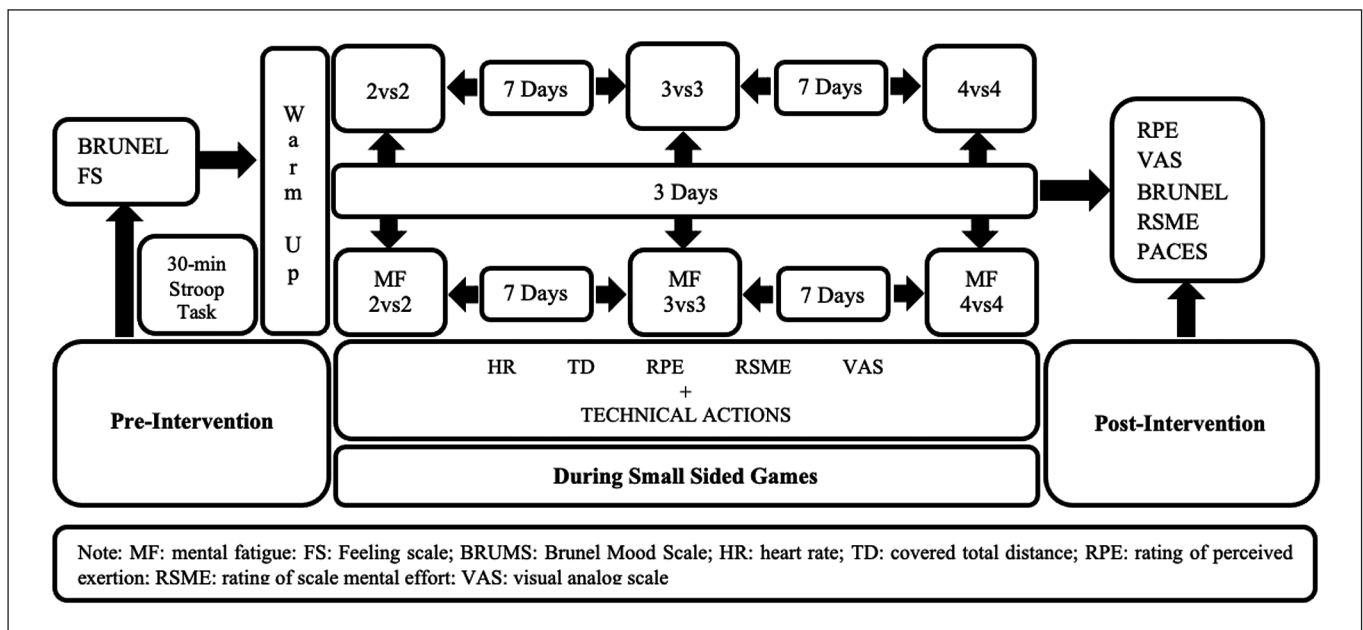 BRUNEL
FS
30-min
Stroop
Task
Warm Up
2vs2
7 Days
3vs3
7 Days
4vs4
3 Days
MF
2vs2
7 Days
MF
3vs3
7 Days
MF
4vs4
RPE
VAS
BRUNEL
RSME
PACES
Pre-Intervention
HR TD RPE RSME VAS
+
TECHNICAL ACTIONS
During Small Sided Games
Post-Intervention
Note: MF: mental fatigue: FS: Feeling scale; BRUMS: Brunel Mood Scale; HR: heart rate; TD: covered total distance; RPE: rating of perceived
exertion: RSME: rating of scale mental effort: VAS: visual analog scale